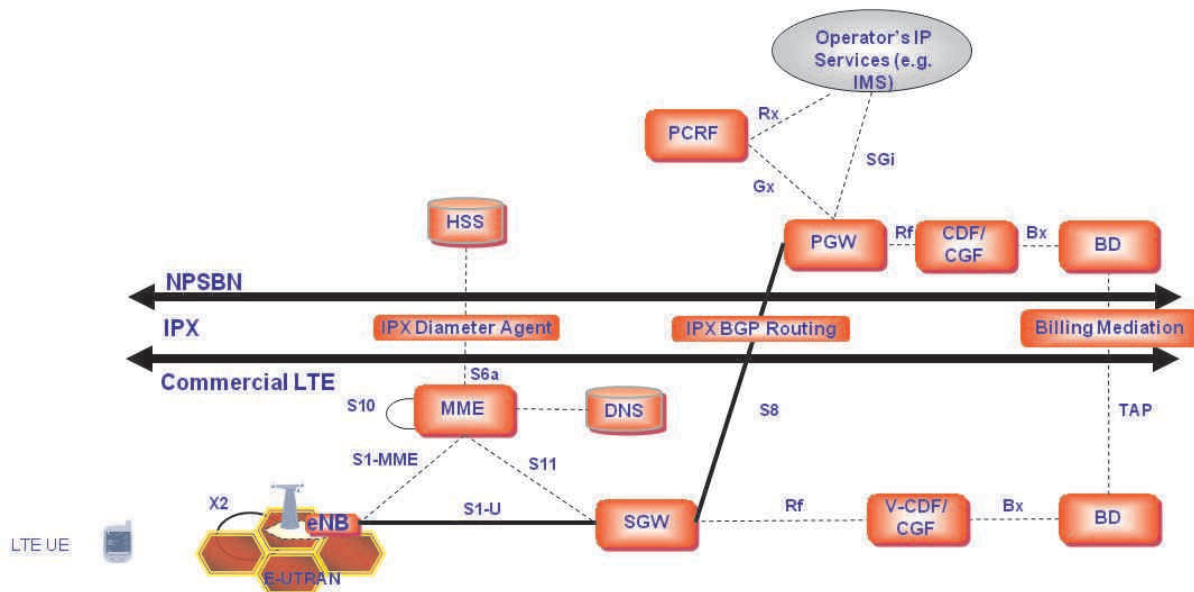 Operator's IP
Services (e.g.
IMS)
Rx
PCRF
SGi
Gx
HSS
PGW
Rf
CDF/
CGF
Bx
BD
NPSBN
IPX
IPX Diameter Agent
IPX BGP Routing
Billing Mediation
Commercial LTE
S6a
S10
MME
DNS
S8
TAP
S1-MME
S11
X2
eNB
S1-U
SGW
Rf
V-CDF/
CGF
Bx
BD
LTE UE
E-UTRAN